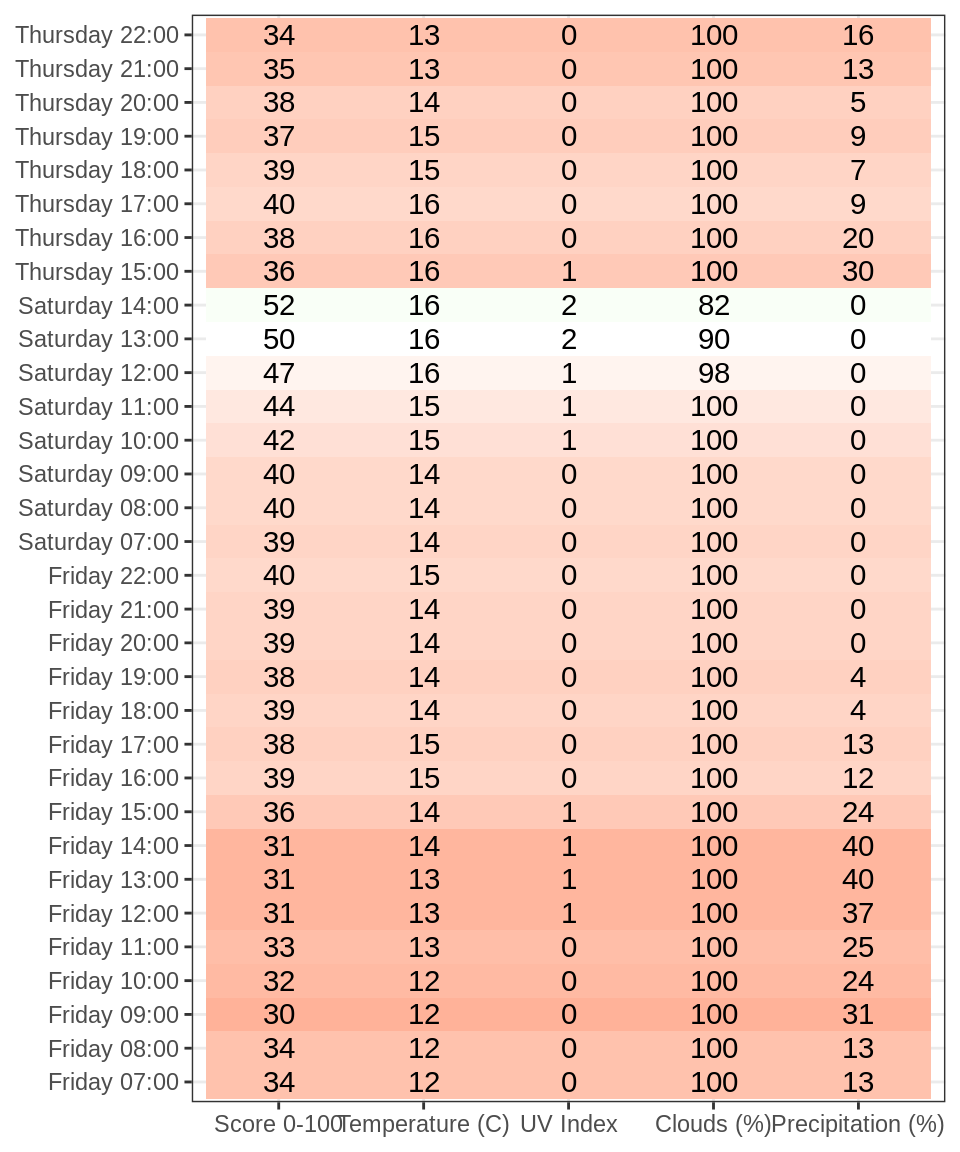 Thursday 22:00 34 13 0 100 16
Thursday 21:00 35 13 0 100 13
Thursday 20:00 38 14 0 100 5
Thursday 19:00 37 15 0 100 9
Thursday 18:00 39 15 0 100 7
Thursday 17:00 40 16 0 100 9
Thursday 16:00 38 16 0 100 20
Thursday 15:00 36 16 1 100 30
Saturday 14:00 52 16 2 82 0
Saturday 13:00 50 16 2 90 0
Saturday 12:00 47 16 1 98 0
Saturday 11:00 44 15 1 100 0
Saturday 10:00 42 15 1 100 0
Saturday 09:00 40 14 0 100 0
Saturday 08:00 40 14 0 100 0
Saturday 07:00 39 14 0 100 0
Friday 22:00 40 15 0 100 0
Friday 21:00 39 14 0 100 0
Friday 20:00 39 14 0 100 0
Friday 19:00 38 14 0 100 4
Friday 18:00 39 14 0 100 4
Friday 17:00 38 15 0 100 13
Friday 16:00 39 15 0 100 12
Friday 15:00 36 14 1 100 24
Friday 14:00 31 14 1 100 40
Friday 13:00 31 13 1 100 40
Friday 12:00 31 13 1 100 37
Friday 11:00 33 13 0 100 25
Friday 10:00 32 12 0 100 24
Friday 09:00 30 12 0 100 31
Friday 08:00 34 12 0 100 13
Friday 07:00 34 12 0 100 13
Score 0-100 Temperature (C) UV Index Clouds (%) Precipitation (%)